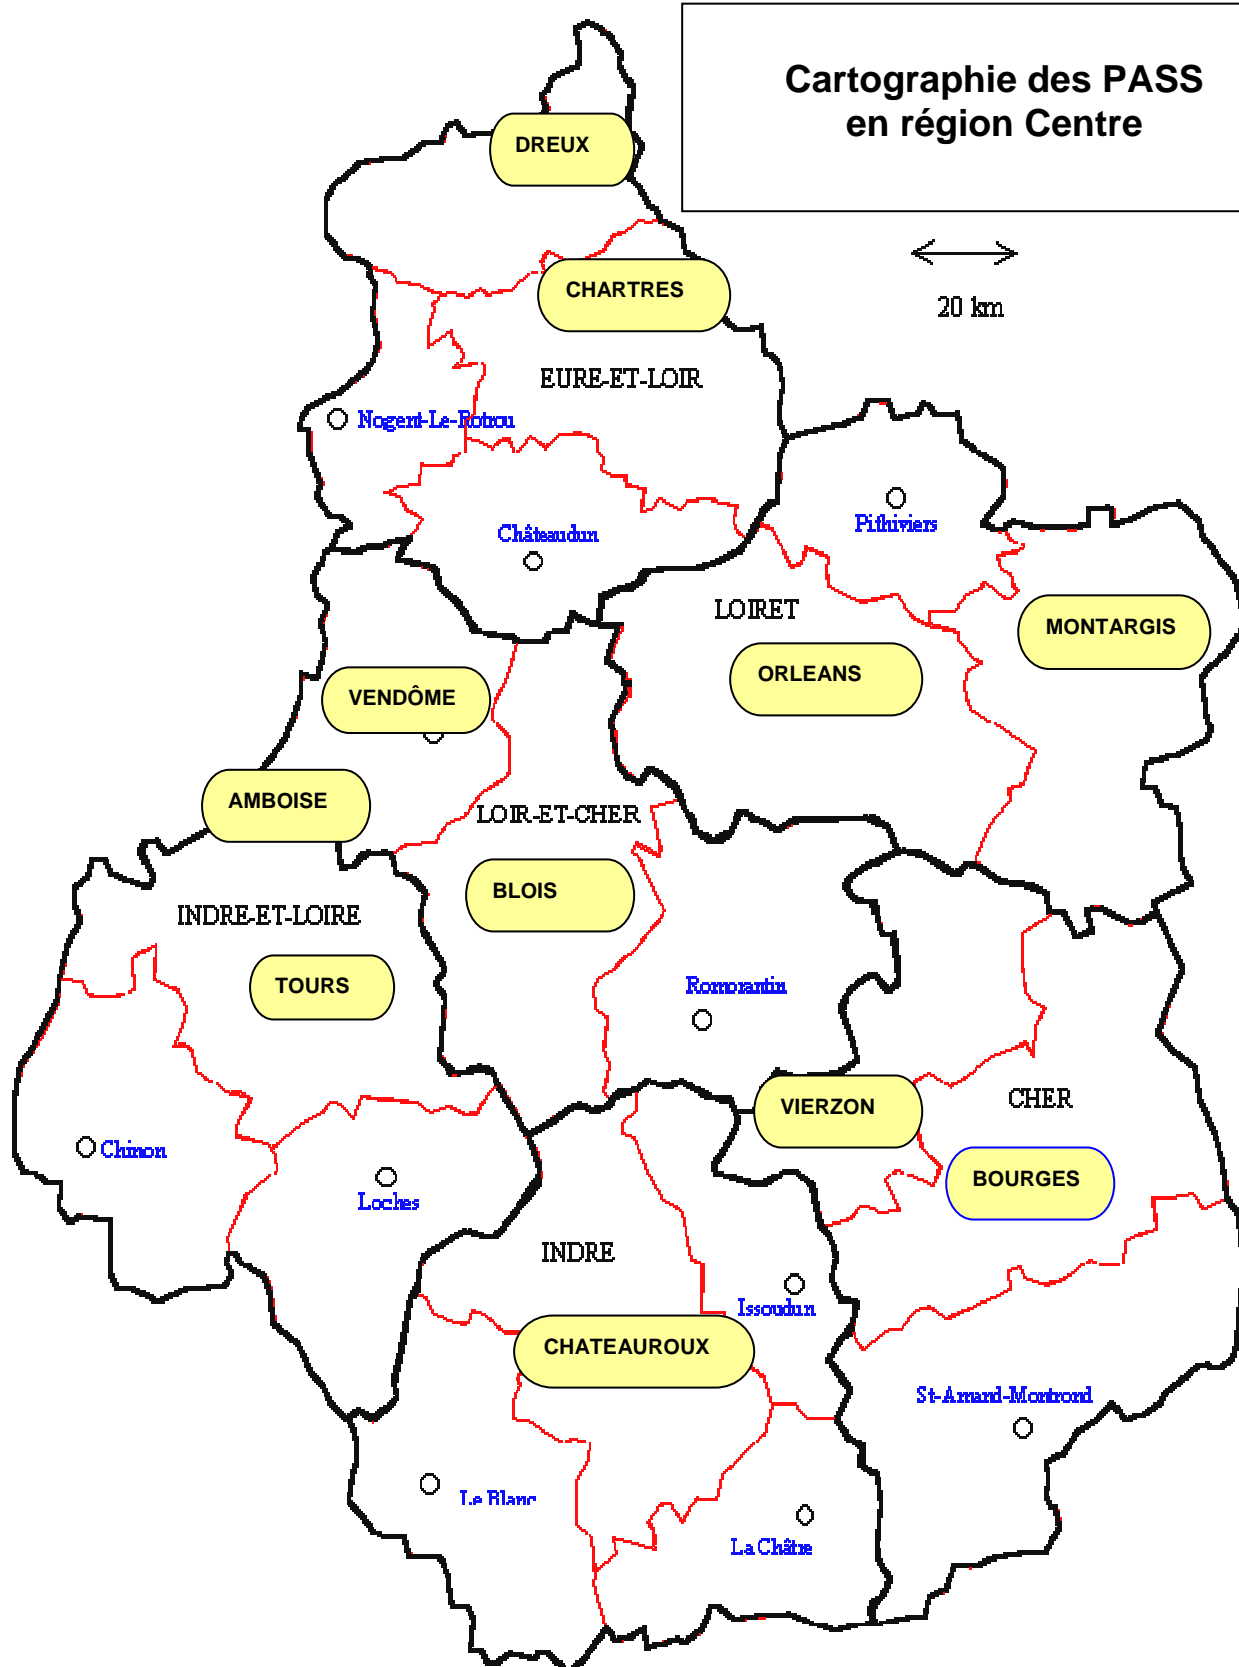 Cartographie des PASS
en région Centre
DREUX
20 km
CHARTRES
EURE-ET-LOIR
Nogent-Le-Rotrou
Châteaudun
Pithiviers
LOIRET
MONTARGIS
ORLEANS
VENDÔME
AMBOISE
LOIR-ET-CHER
BLOIS
INDRE-ET-LOIRE
TOURS
Romorantin
VIERZON
CHER
Chinon
BOURGES
Loches
INDRE
Issoudun
CHATEAUROUX
St-Amand-Montrond
Le Blanc
La Châtre